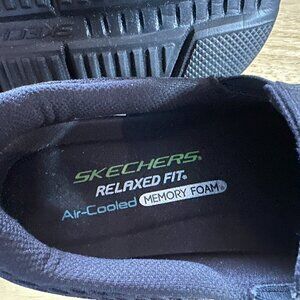 SKECHERS®
RELAXED FIT®
Air-Cooled MEMORY FOAM®